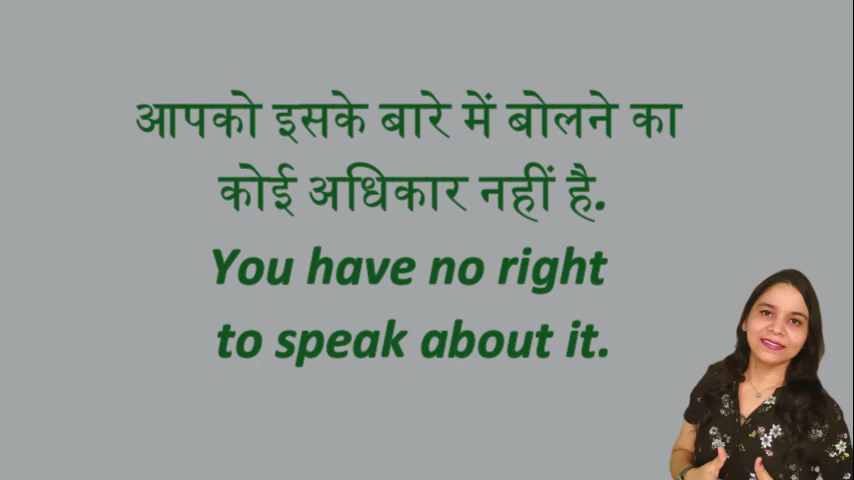 आपको इसके बारे में बोलने का
कोई अधिकार नहीं है.
You have no right
to speak about it.